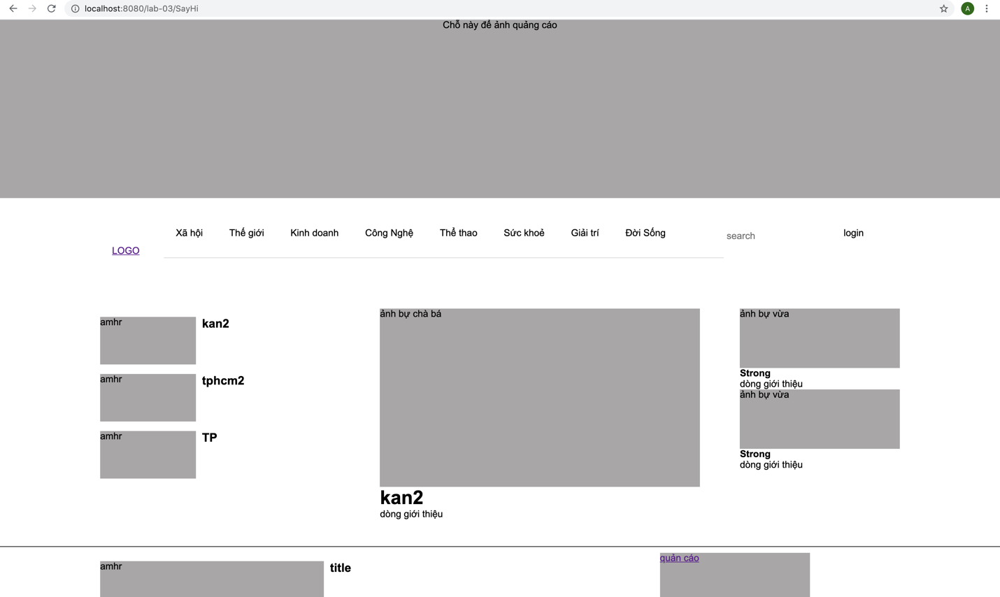 localhost:8080/lab-03/SayHi
A
Chỗ này để ảnh quảng cáo
LOGO
Xã hội
Thế giới
Kinh doanh
Công Nghệ
Thể thao
Sức khoẻ
Giải trí
Đời Sống
search
login
amhr
kan2
amhr
tphcm2
amhr
TP
ảnh bự chà bá
kan2
dòng giới thiệu
ảnh bự vừa
Strong
dòng giới thiệu
ảnh bự vừa
Strong
dòng giới thiệu
amhr
title
quản cáo